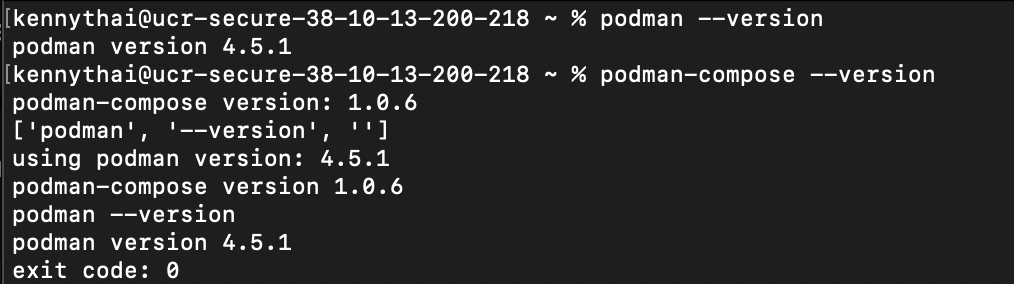 [kennythai@ucr-secure-38-10-13-200-218 ~ % podman --version
podman version 4.5.1
[kennythai@ucr-secure-38-10-13-200-218 ~ % podman-compose --version
podman-compose version: 1.0.6
['podman', '--version', '']
using podman version: 4.5.1
podman-compose version 1.0.6
podman --version
podman version 4.5.1
exit code: 0